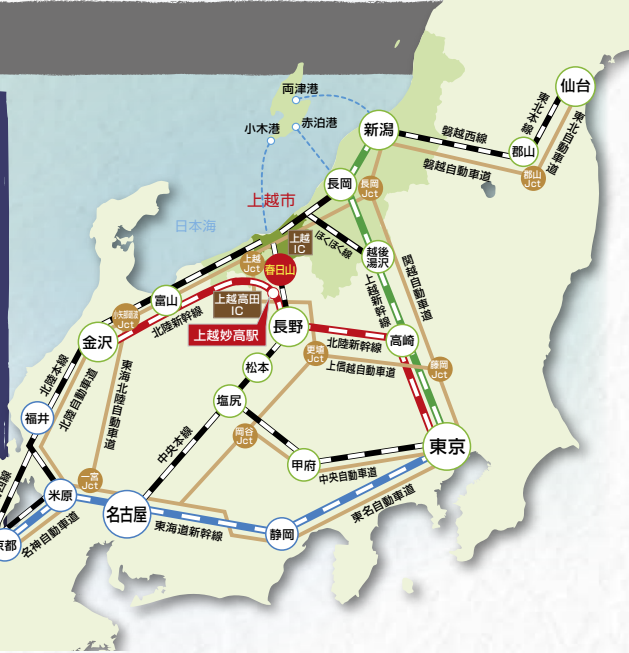 両津港
小木港
赤泊港
新潟
仙台
東北本線
東北自動車道
磐越西線
磐越自動車道
郡山
郡山
Jct
長岡
長岡
Jct
上越市
日本海
上越
IC
ほくほく線
越後
湯沢
関越自動車道
上越新幹線
上越
Jct
春日山
上越高田
IC
上越妙高駅
富山
小矢部砺波
Jct
北陸新幹線
金沢
長野
北陸新幹線
高崎
更埴
Jct
上信越自動車道
藤岡
Jct
松本
塩尻
北陸本線
北陸自動車道
東海北陸自動車道
福井
中央本線
岡谷
Jct
甲府
中央自動車道
東京
一宮
Jct
米原
名古屋
東海道新幹線
静岡
東名自動車道
名神自動車道
京都